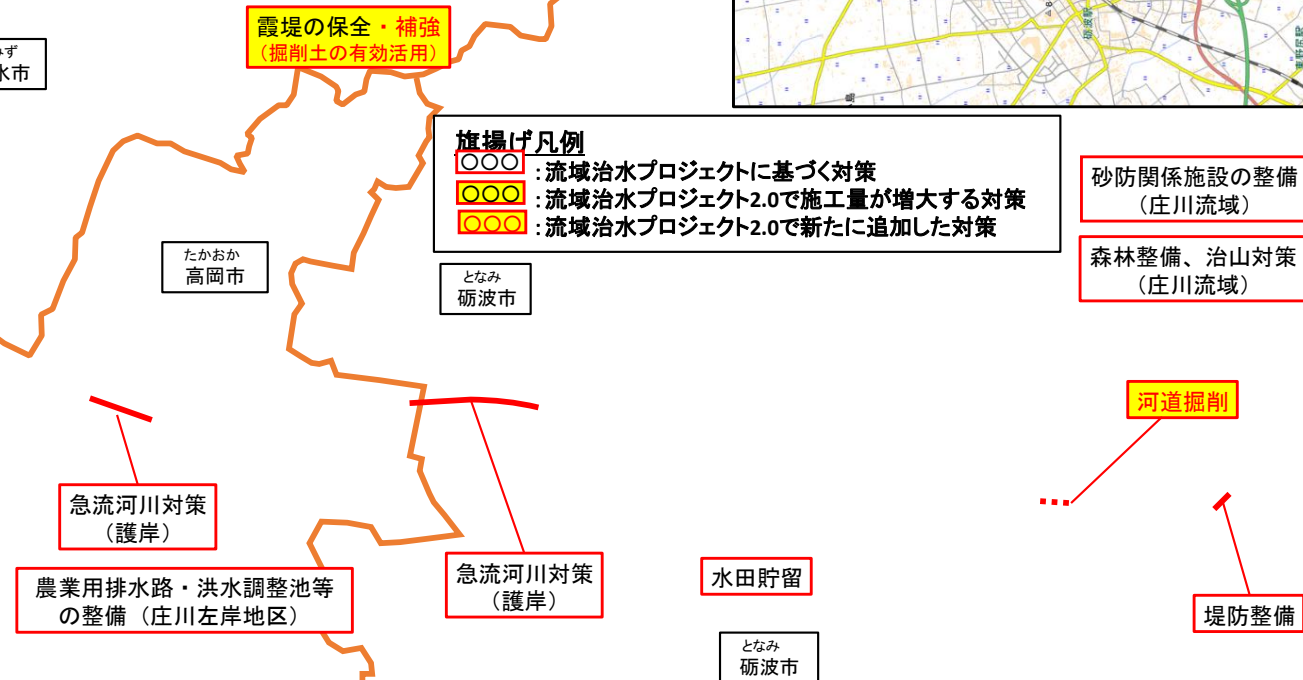 霞堤の保全・補強
(掘削土の有効活用)
水市
砺波駅
旗揚げ凡例
○○○ :流域治水プロジェクトに基づく対策
○○○ :流域治水プロジェクト2.0で施工量が増大する対策
○○○ :流域治水プロジェクト2.0で新たに追加した対策
砂防関係施設の整備
(庄川流域)
森林整備、治山対策
(庄川流域)
たかおか
高岡市
となみ
砺波市
河道掘削
急流河川対策
(護岸)
急流河川対策
(護岸)
農業用排水路・洪水調整池等
の整備(庄川左岸地区)
水田貯留
堤防整備
となみ
砺波市